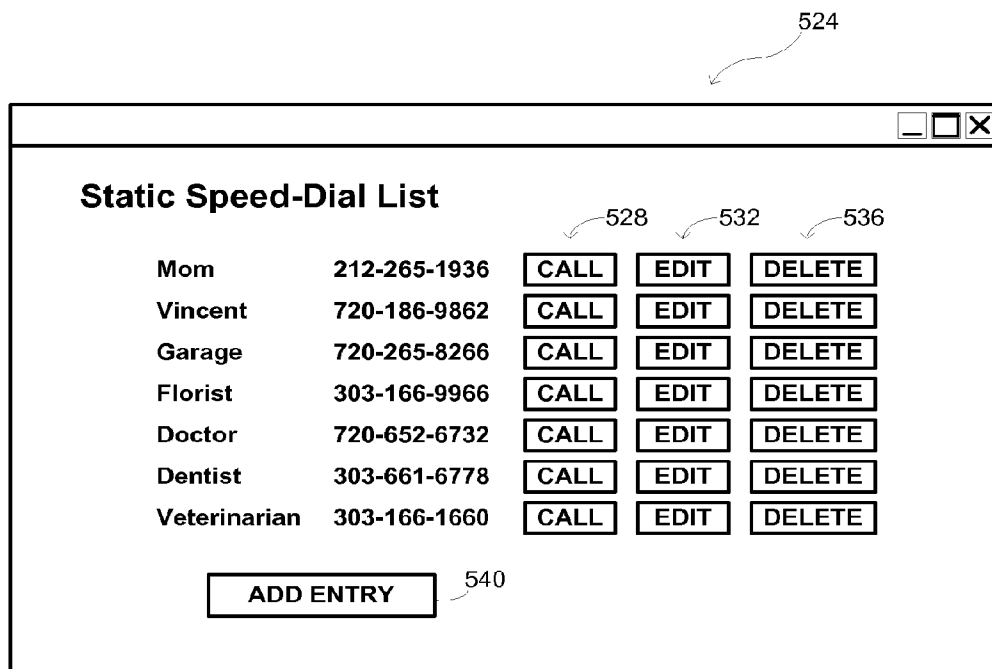 524
Static Speed-Dial List
528 532 536
Mom 212-265-1936 CALL EDIT DELETE
Vincent 720-186-9862 CALL EDIT DELETE
Garage 720-265-8266 CALL EDIT DELETE
Florist 303-166-9966 CALL EDIT DELETE
Doctor 720-652-6732 CALL EDIT DELETE
Dentist 303-661-6778 CALL EDIT DELETE
Veterinarian 303-166-1660 CALL EDIT DELETE
ADD ENTRY 540